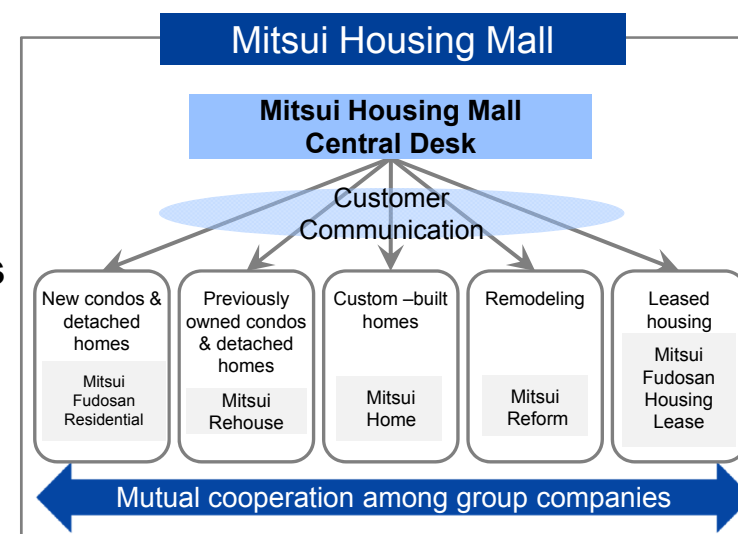 Mitsui Housing Mall
Mitsui Housing Mall
Central Desk
Customer
Communication
s
New condos &
detached
homes
Mitsui
Fudosan
Residential
Previously
owned condos
& detached
homes
Mitsui
Rehouse
Custom –built
homes
Mitsui
Home
Remodeling
Mitsui
Reform
Leased
housing
Mitsui
Fudosan
Housing
Lease
Mutual cooperation among group companies